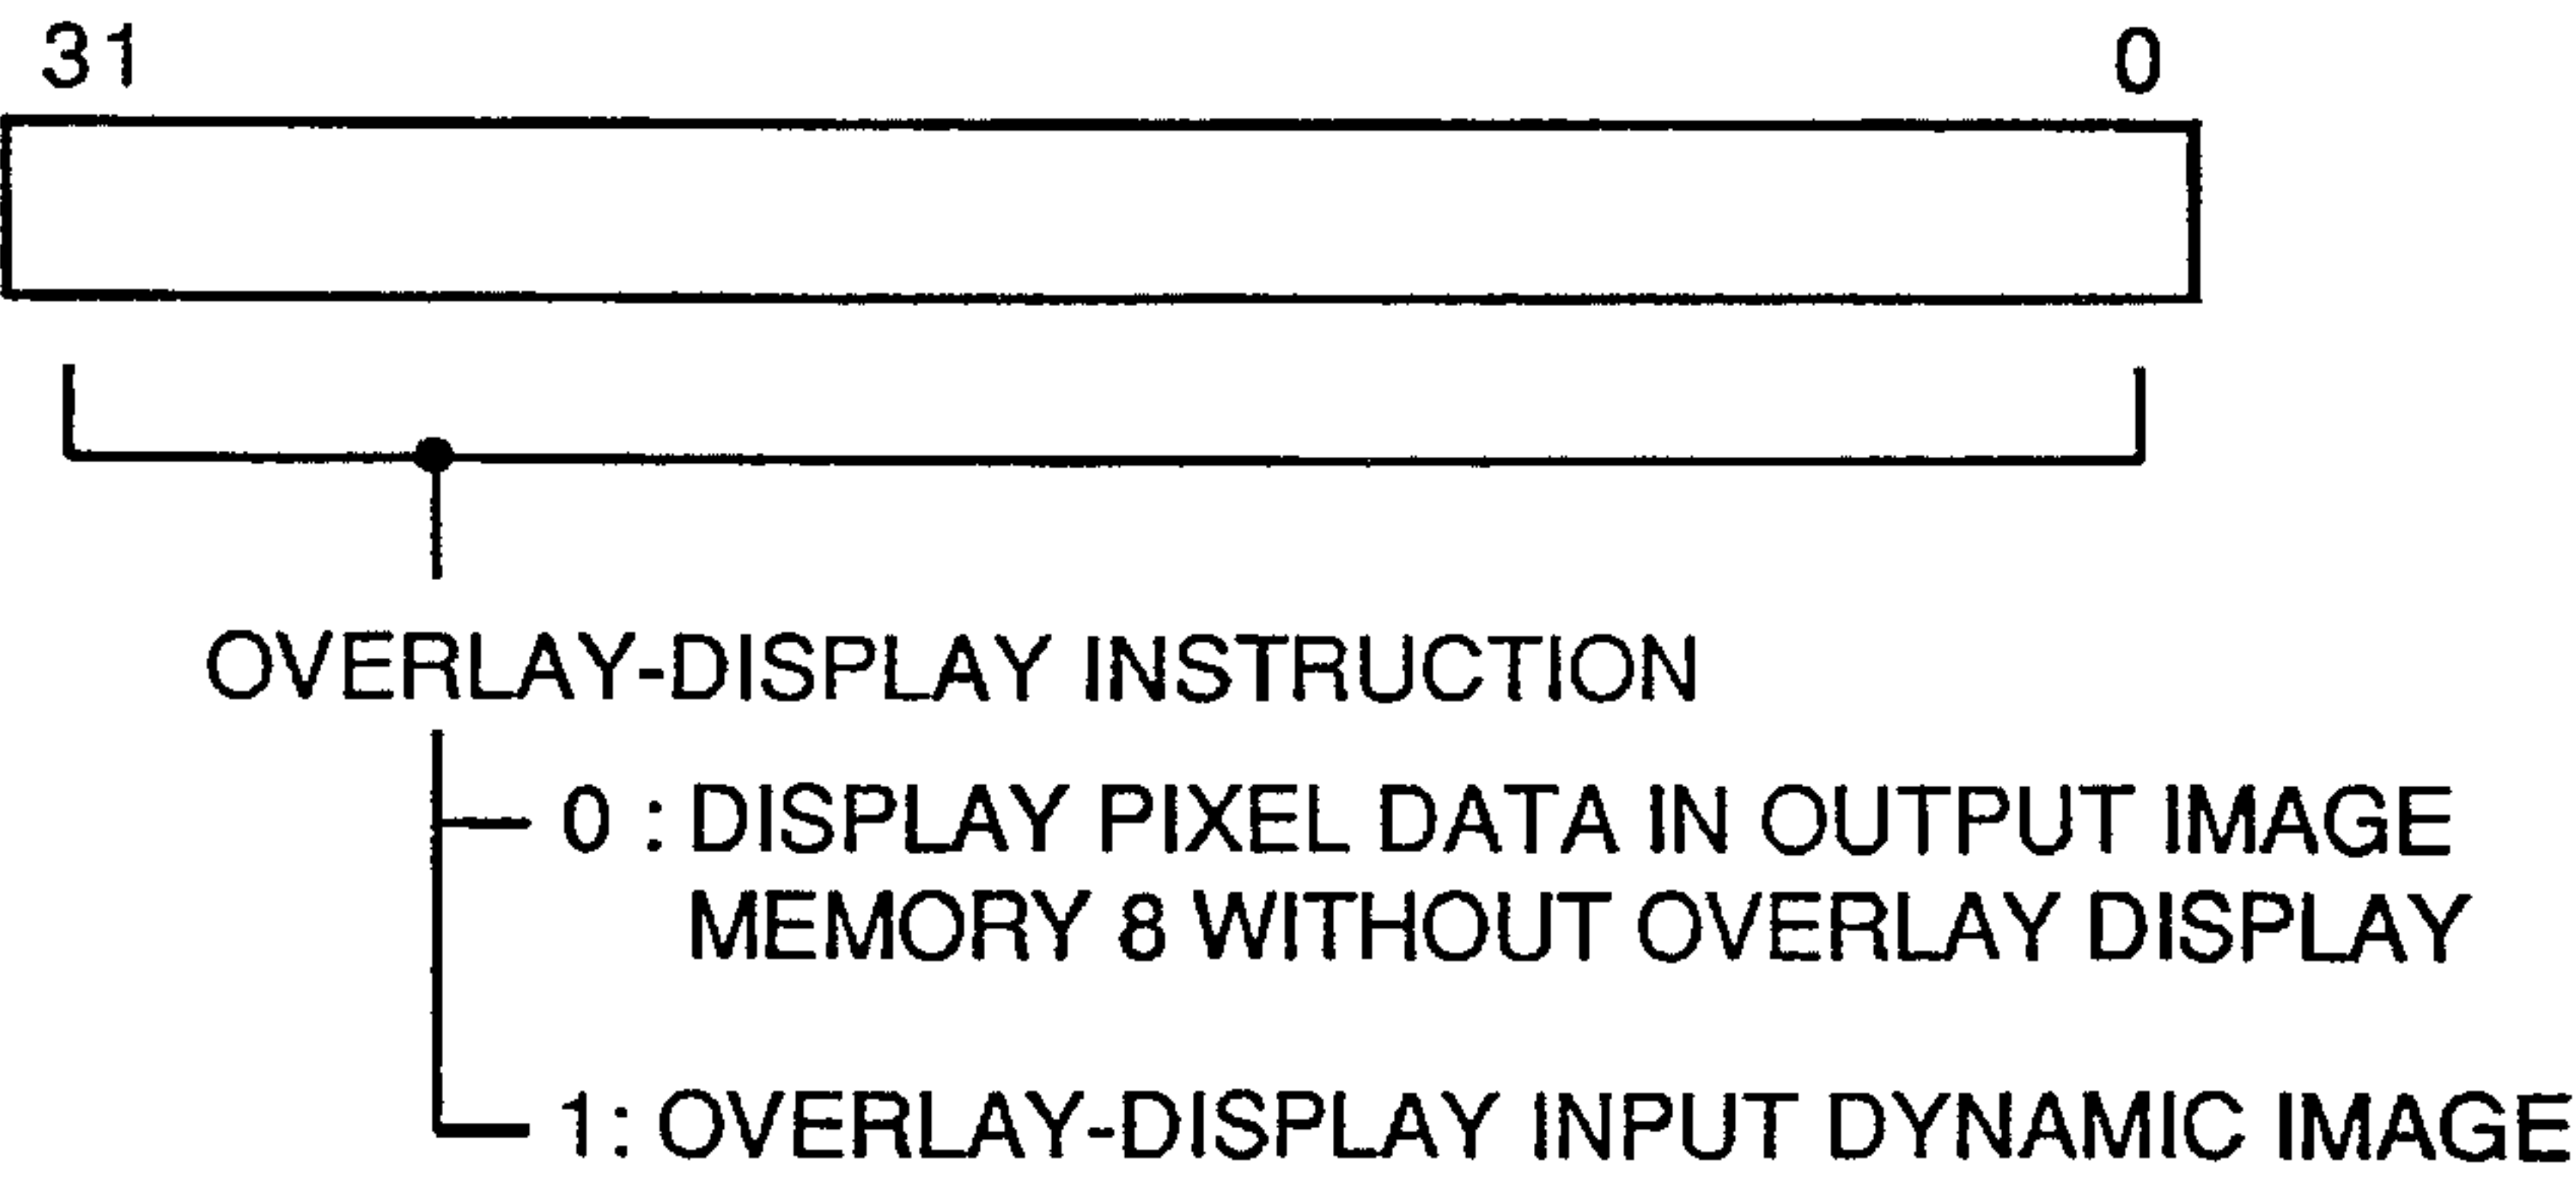 31 0
OVERLAY-DISPLAY INSTRUCTION
0 : DISPLAY PIXEL DATA IN OUTPUT IMAGE
MEMORY 8 WITHOUT OVERLAY DISPLAY
1: OVERLAY-DISPLAY INPUT DYNAMIC IMAGE